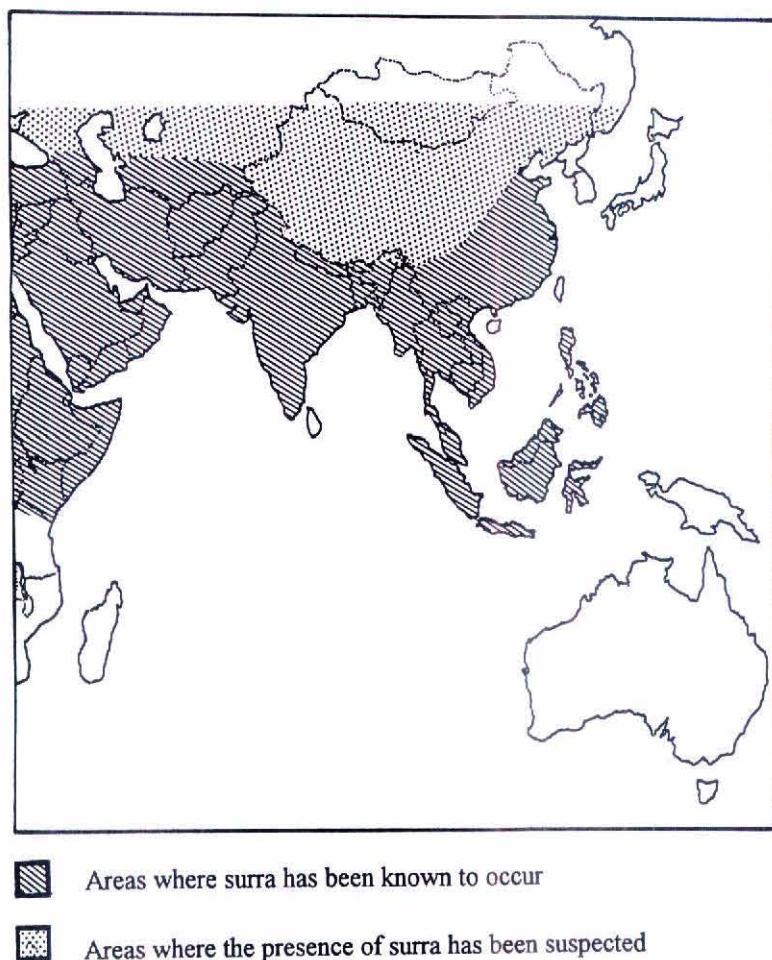 Areas where surra has been known to occur
Areas where the presence of surra has been suspected